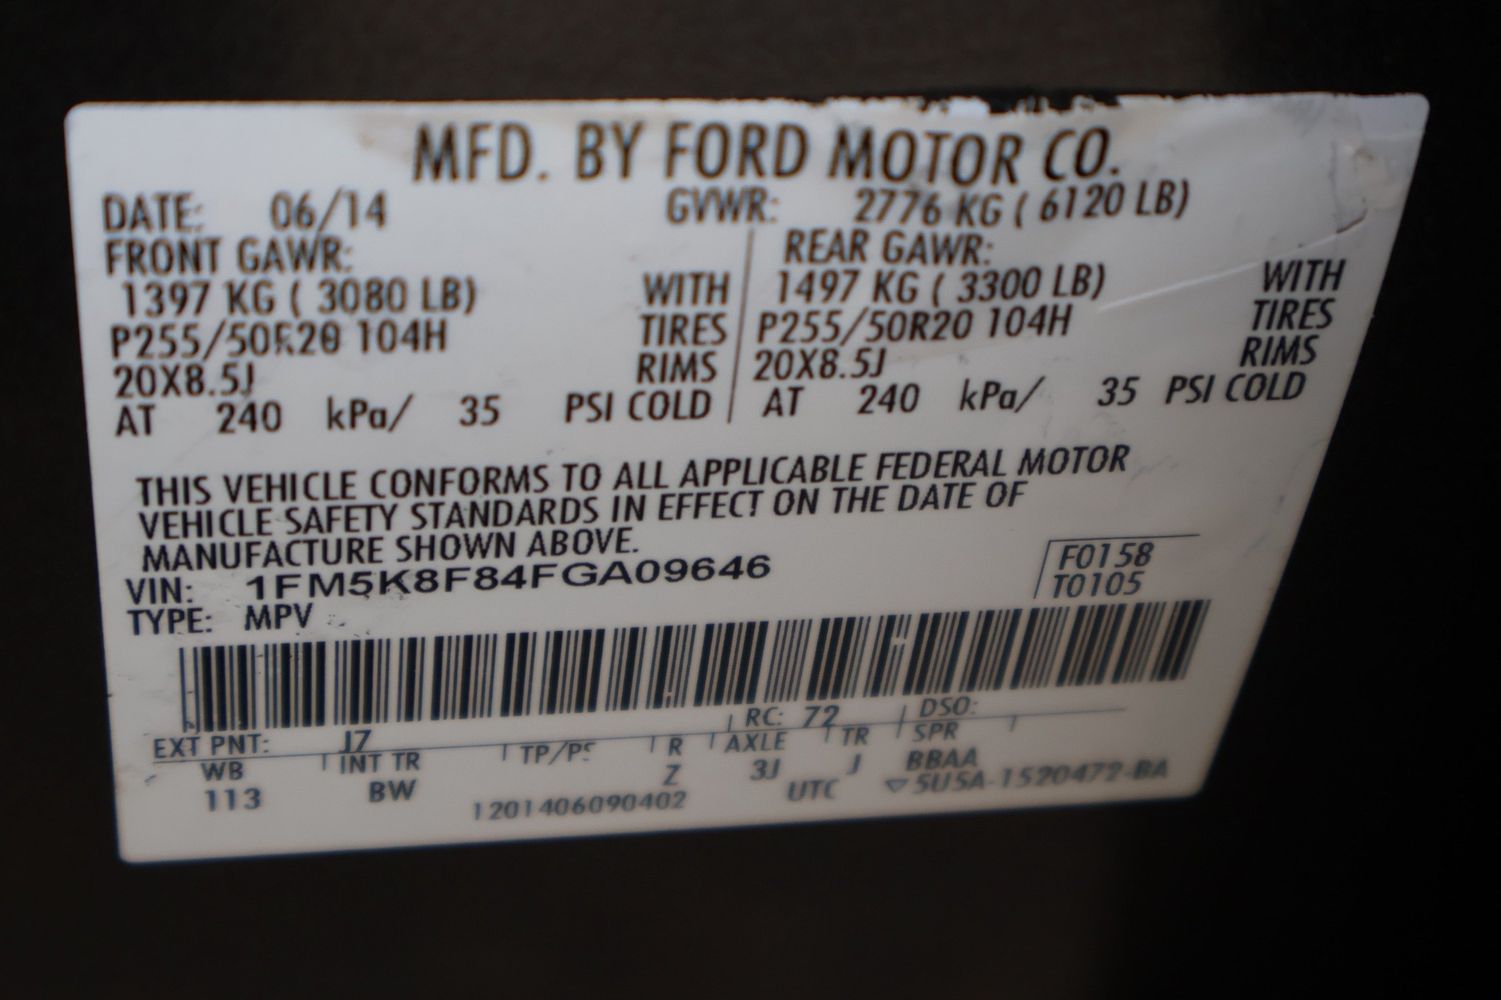 MFD. BY FORD MOTOR CO.
DATE: 06/14 GVWR: 2776 KG ( 6120 LB)
FRONT GAWR: REAR GAWR:
1397 KG ( 3080 LB) WITH 1497 KG ( 3300 LB) WITH
P255/50R20 104H TIRES P255/50R20 104H TIRES
20X8.5J RIMS 20X8.5J RIMS
AT 240 kPa/ 35 PSI COLD AT 240 kPa/ 35 PSI COLD
THIS VEHICLE CONFORMS TO ALL APPLICABLE FEDERAL MOTOR
VEHICLE SAFETY STANDARDS IN EFFECT ON THE DATE OF
MANUFACTURE SHOWN ABOVE.
VIN: 1FM5K8F84FGA09646 F0158
TYPE: MPV T0105
EXT PNT: J7 RC: 72 DSO:
WB INT TR TP/PS R AXLE TR SPR
113 BW Z 3J J BBAA
1201406090402 UTC ▽5U5A-1520472-BA